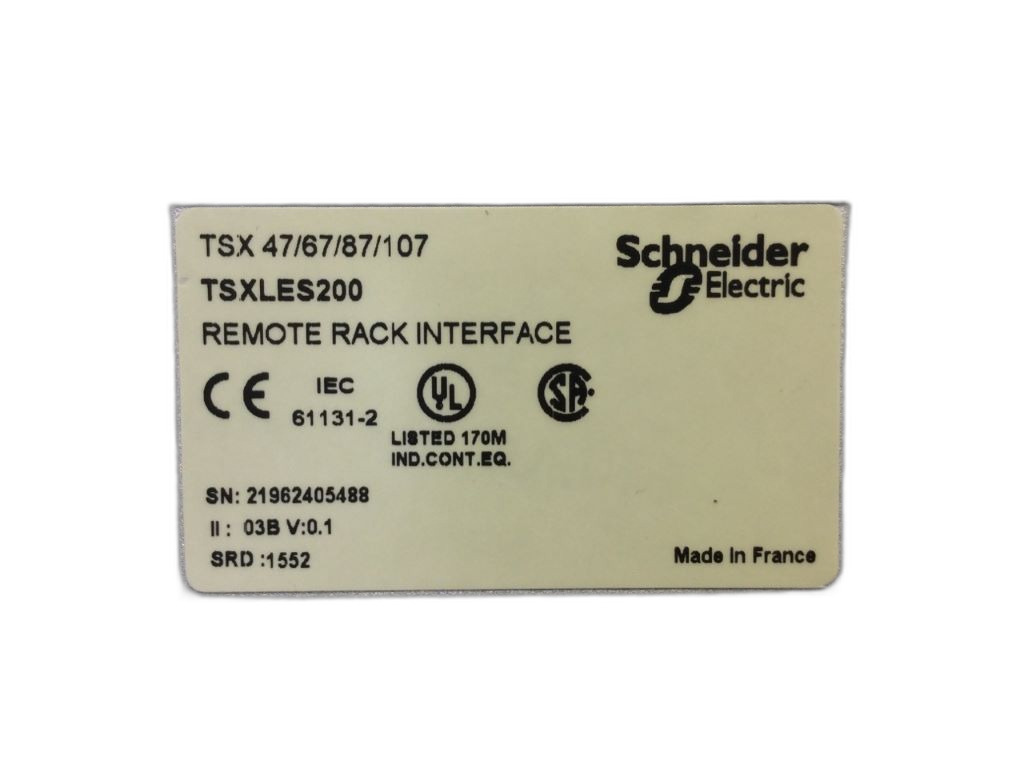 TSX 47/67/87/107
TSXLES200
REMOTE RACK INTERFACE
Schneider
Electric
CE
IEC
61131-2
UL
LISTED 170M
IND.CONT.EQ.
SA
SN: 21962405488
II : 03B V:0.1
SRD :1552
Made In France